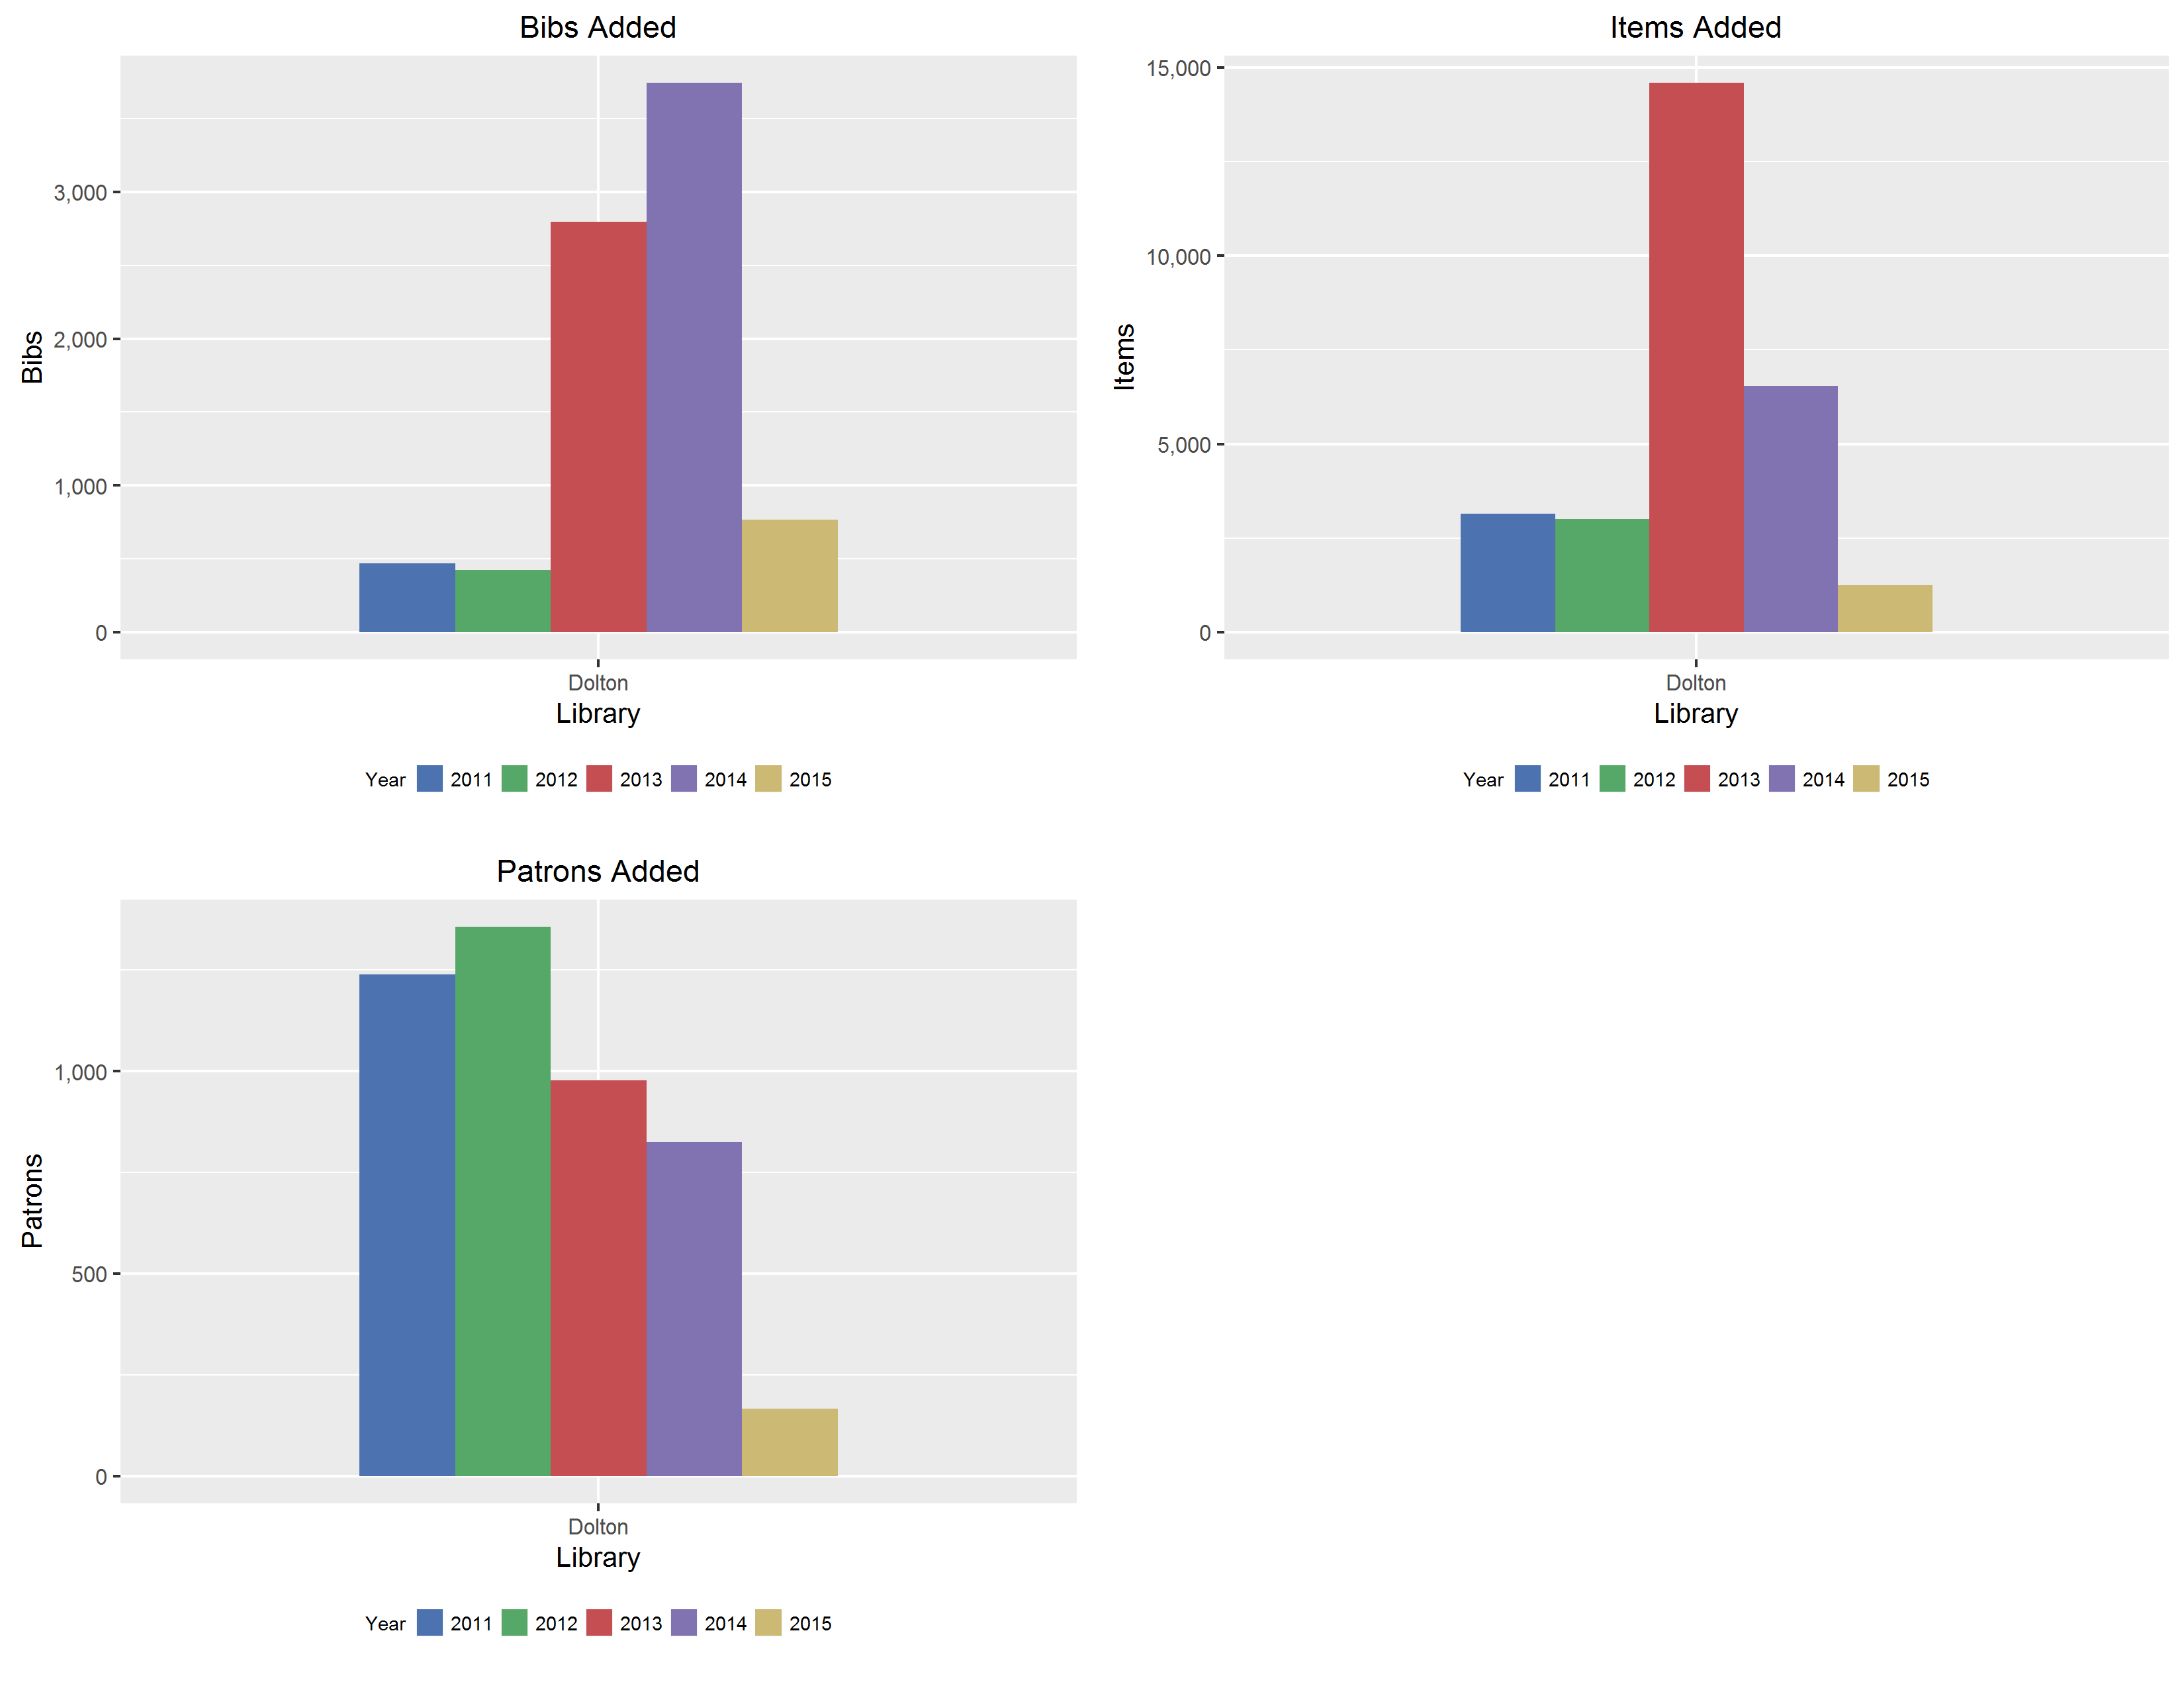 Bibs Added
Bibs
3,000
2,000
1,000
0
Dolton
Library
Year 2011 2012 2013 2014 2015
Items Added
Items
15,000
10,000
5,000
0
Dolton
Library
Year 2011 2012 2013 2014 2015
Patrons Added
Patrons
1,000
500
0
Dolton
Library
Year 2011 2012 2013 2014 2015